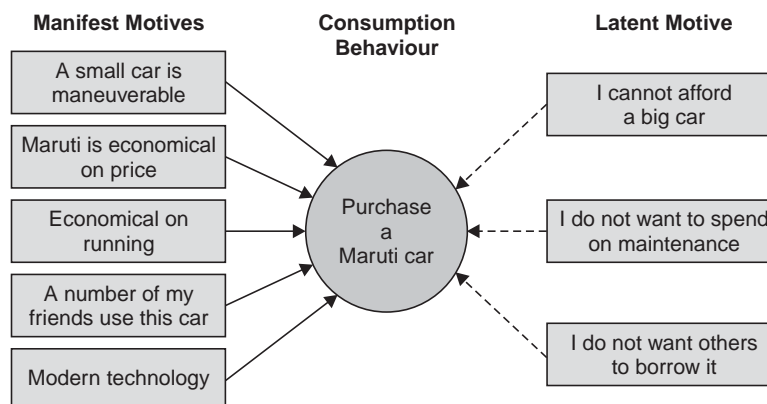 Manifest Motives
Consumption
Behaviour
Latent Motive
A small car is
maneuverable
Maruti is economical
on price
Economical on
running
A number of my
friends use this car
Modern technology
Purchase
a
Maruti car
I cannot afford
a big car
I do not want to spend
on maintenance
I do not want others
to borrow it